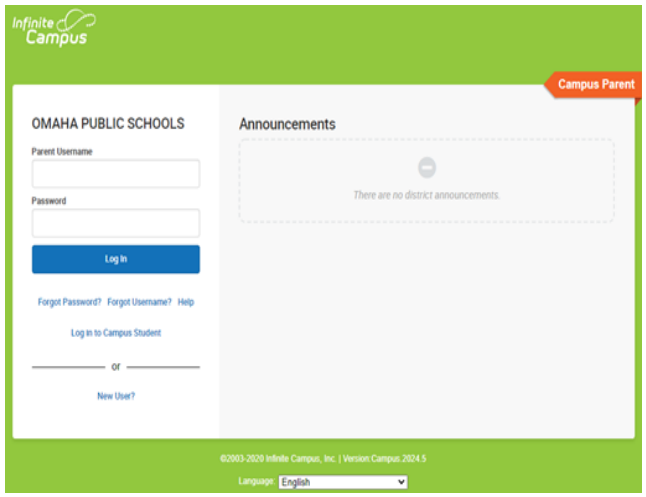 Infinite
Campus
Campus Parent
OMAHA PUBLIC SCHOOLS
Parent Username
Password
Log In
Forgot Password? Forgot Username? Help
Log in to Campus Student
or
New User?
Announcements
There are no district announcements.
©2003-2020 Infinite Campus, Inc. | Version:Campus.2024.5
Language: English